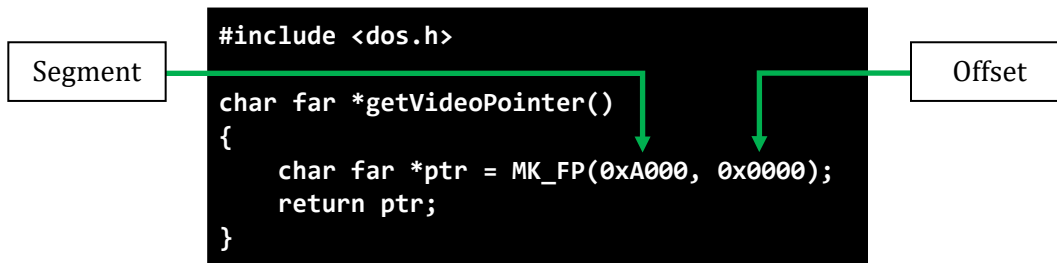 #include <dos.h>
Segment
Offset
char far *getVideoPointer()
{
    char far *ptr = MK_FP(0xA000, 0x0000);
    return ptr;
}